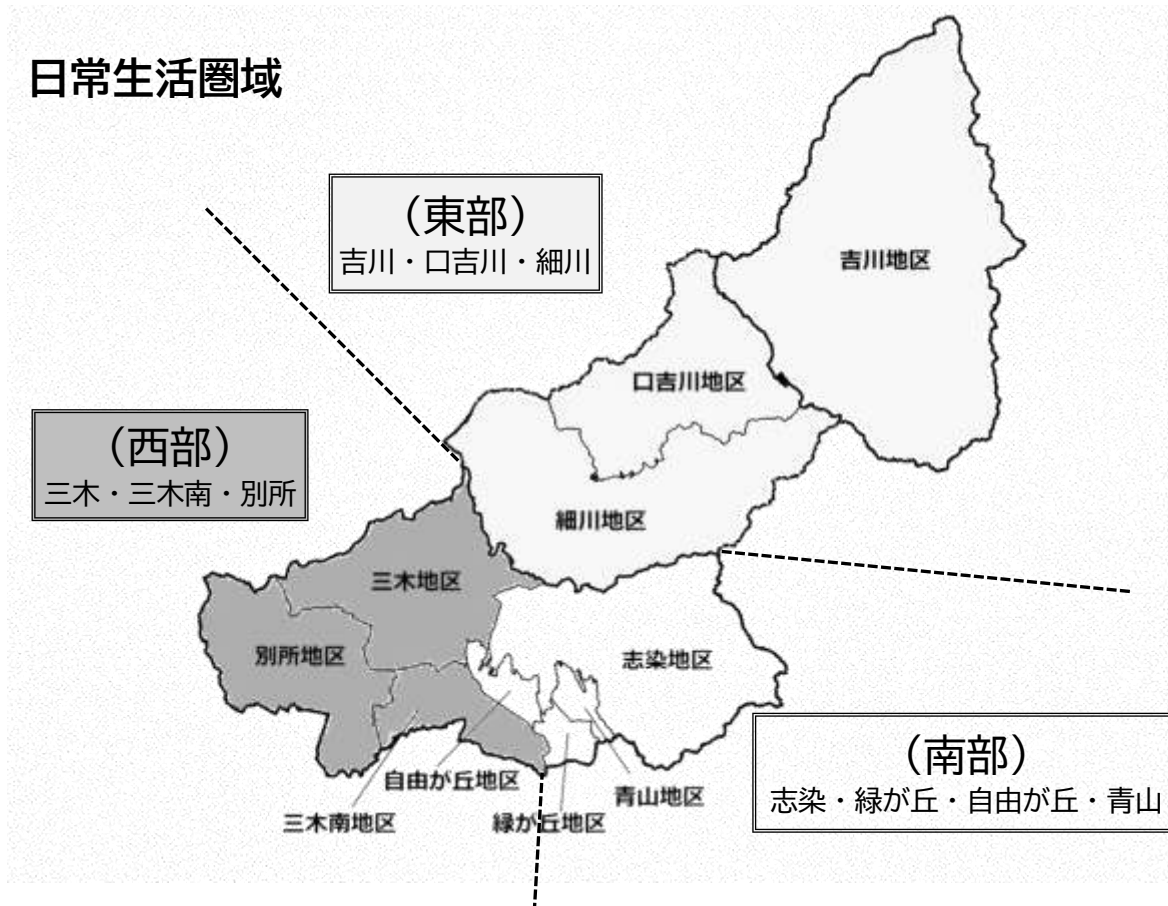 日常生活圏域
（東部）
吉川・口吉川・細川
吉川地区
口吉川地区
（西部）
三木・三木南・別所
細川地区
三木地区
別所地区
志染地区
（南部）
志染・緑が丘・自由が丘・青山
自由が丘地区
青山地区
三木南地区
緑が丘地区